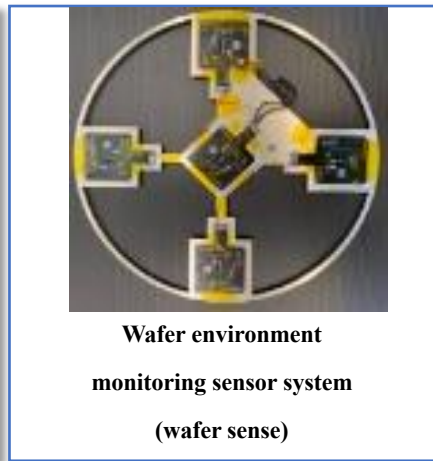 Wafer environment
monitoring sensor system
(wafer sense)